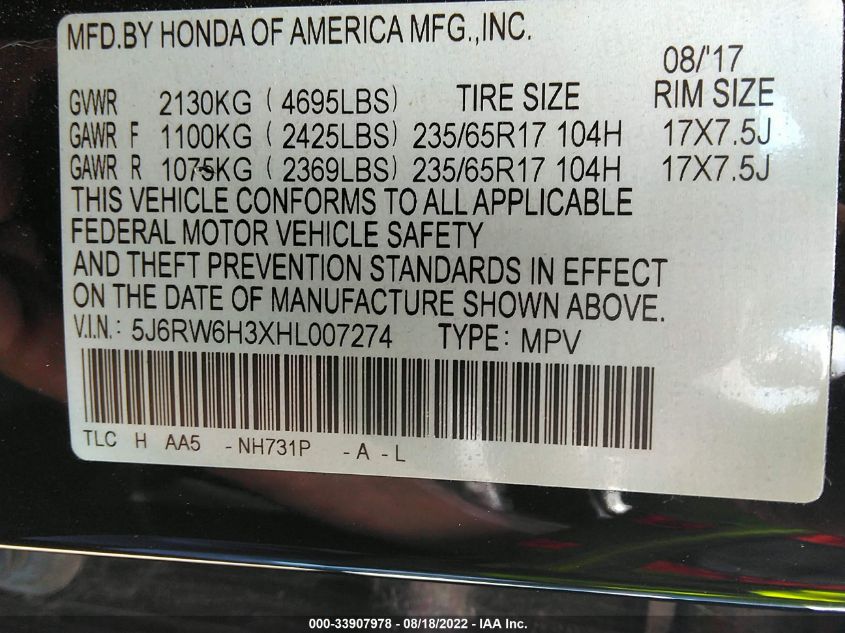 MFD.BY HONDA OF AMERICA MFG.,INC.
08/'17
GVWR 2130KG ( 4695LBS) TIRE SIZE RIM SIZE
GAWR F 1100KG ( 2425LBS) 235/65R17 104H 17X7.5J
GAWR R 1075KG ( 2369LBS) 235/65R17 104H 17X7.5J
THIS VEHICLE CONFORMS TO ALL APPLICABLE
FEDERAL MOTOR VEHICLE SAFETY
AND THEFT PREVENTION STANDARDS IN EFFECT
ON THE DATE OF MANUFACTURE SHOWN ABOVE.
V.I.N.: 5J6RW6H3XHL007274 TYPE: MPV
TLC H AA5 - NH731P - A - L
000-33907978 - 08/18/2022 - IAA Inc.